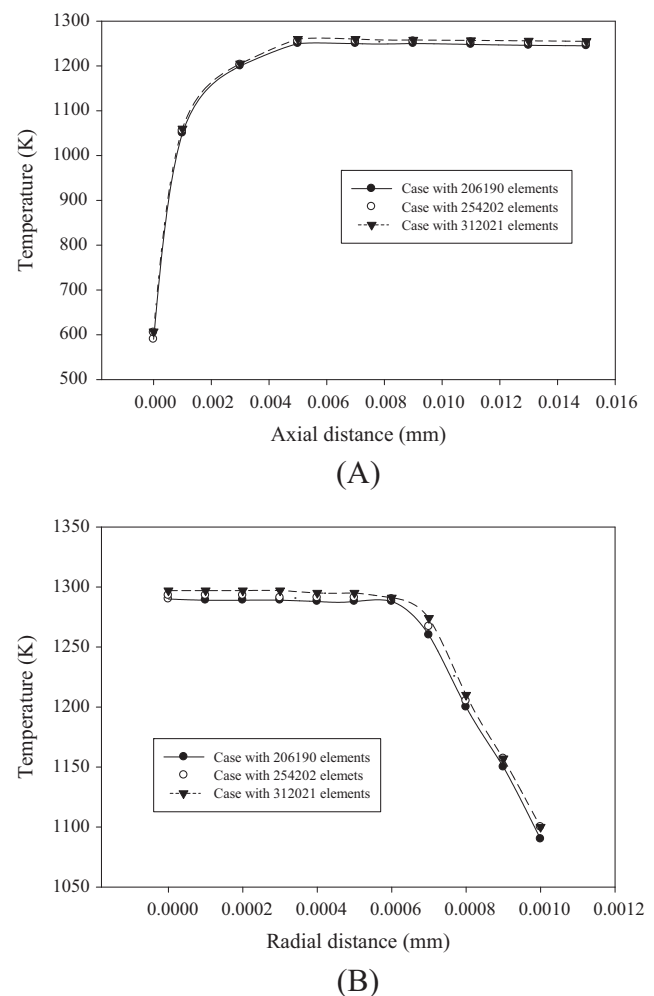 1300
1200
1100
1000
900
800
700
600
500
Temperature (K)
Case with 206190 elements
Case with 254202 elements
Case with 312021 elements
0.000 0.002 0.004 0.006 0.008 0.010 0.012 0.014 0.016
Axial distance (mm)
(A)
1350
1300
1250
1200
1150
1100
1050
Temperature (K)
Case with 206190 elements
Case with 254202 elemets
Case with 312021 elements
0.0000 0.0002 0.0004 0.0006 0.0008 0.0010 0.0012
Radial distance (mm)
(B)